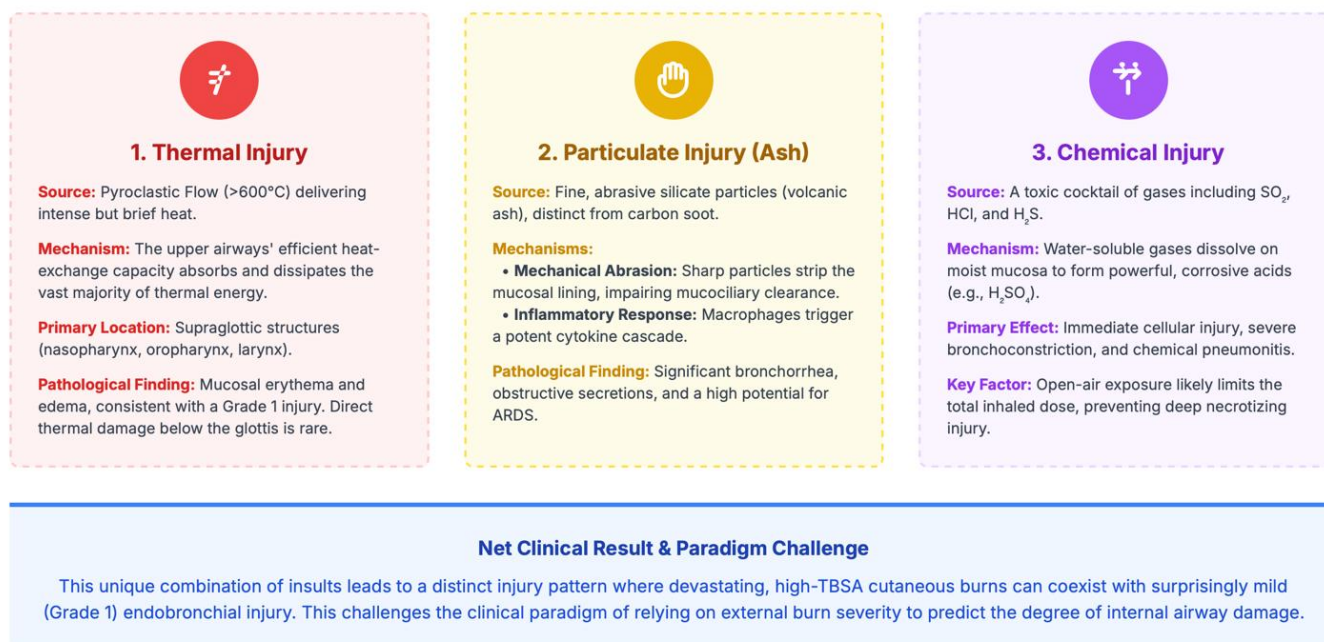 1. Thermal Injury
Source: Pyroclastic Flow (>600°C) delivering
intense but brief heat.
Mechanism: The upper airways' efficient heat-
exchange capacity absorbs and dissipates the
vast majority of thermal energy.
Primary Location: Supraglottic structures
(nasopharynx, oropharynx, larynx).
Pathological Finding: Mucosal erythema and
edema, consistent with a Grade 1 injury. Direct
thermal damage below the glottis is rare.
2. Particulate Injury (Ash)
Source: Fine, abrasive silicate particles (volcanic
ash), distinct from carbon soot.
Mechanisms:
• Mechanical Abrasion: Sharp particles strip the
mucosal lining, impairing mucociliary clearance.
• Inflammatory Response: Macrophages trigger
a potent cytokine cascade.
Pathological Finding: Significant bronchorrhea,
obstructive secretions, and a high potential for
ARDS.
3. Chemical Injury
Source: A toxic cocktail of gases including SO₂,
HCl, and H₂S.
Mechanism: Water-soluble gases dissolve on
moist mucosa to form powerful, corrosive acids
(e.g., H₂SO₄).
Primary Effect: Immediate cellular injury, severe
bronchoconstriction, and chemical pneumonitis.
Key Factor: Open-air exposure likely limits the
total inhaled dose, preventing deep necrotizing
injury.
Net Clinical Result & Paradigm Challenge
This unique combination of insults leads to a distinct injury pattern where devastating, high-TBSA cutaneous burns can coexist with surprisingly mild
(Grade 1) endobronchial injury. This challenges the clinical paradigm of relying on external burn severity to predict the degree of internal airway damage.